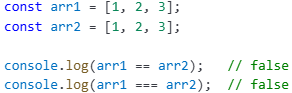 const arr1 = [1, 2, 3];
const arr2 = [1, 2, 3];
console.log(arr1 == arr2);   // false
console.log(arr1 === arr2);  // false